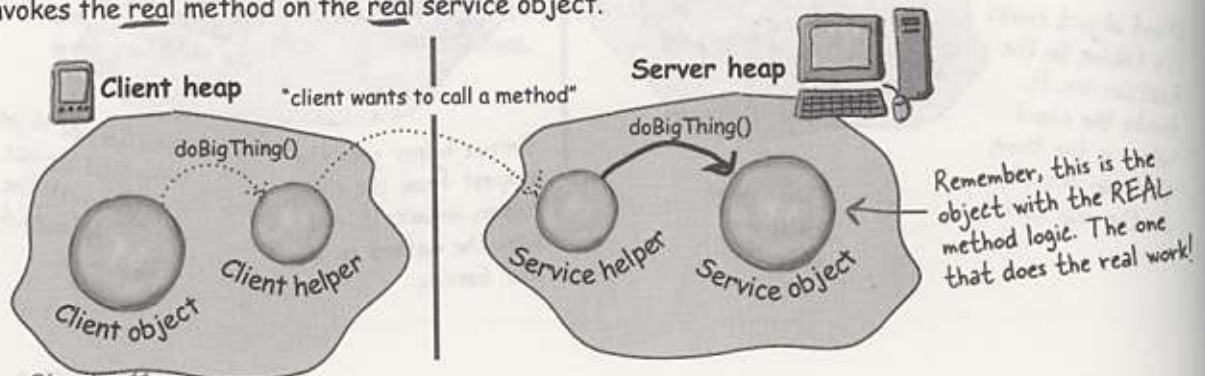 nvokes the real method on the real service object.
Client heap
"client wants to call a method"
Server heap
doBigThing()
doBigThing()
Client object
Client helper
Service helper
Service object
Remember, this is the
object with the REAL
method logic. The one
that does the real work!